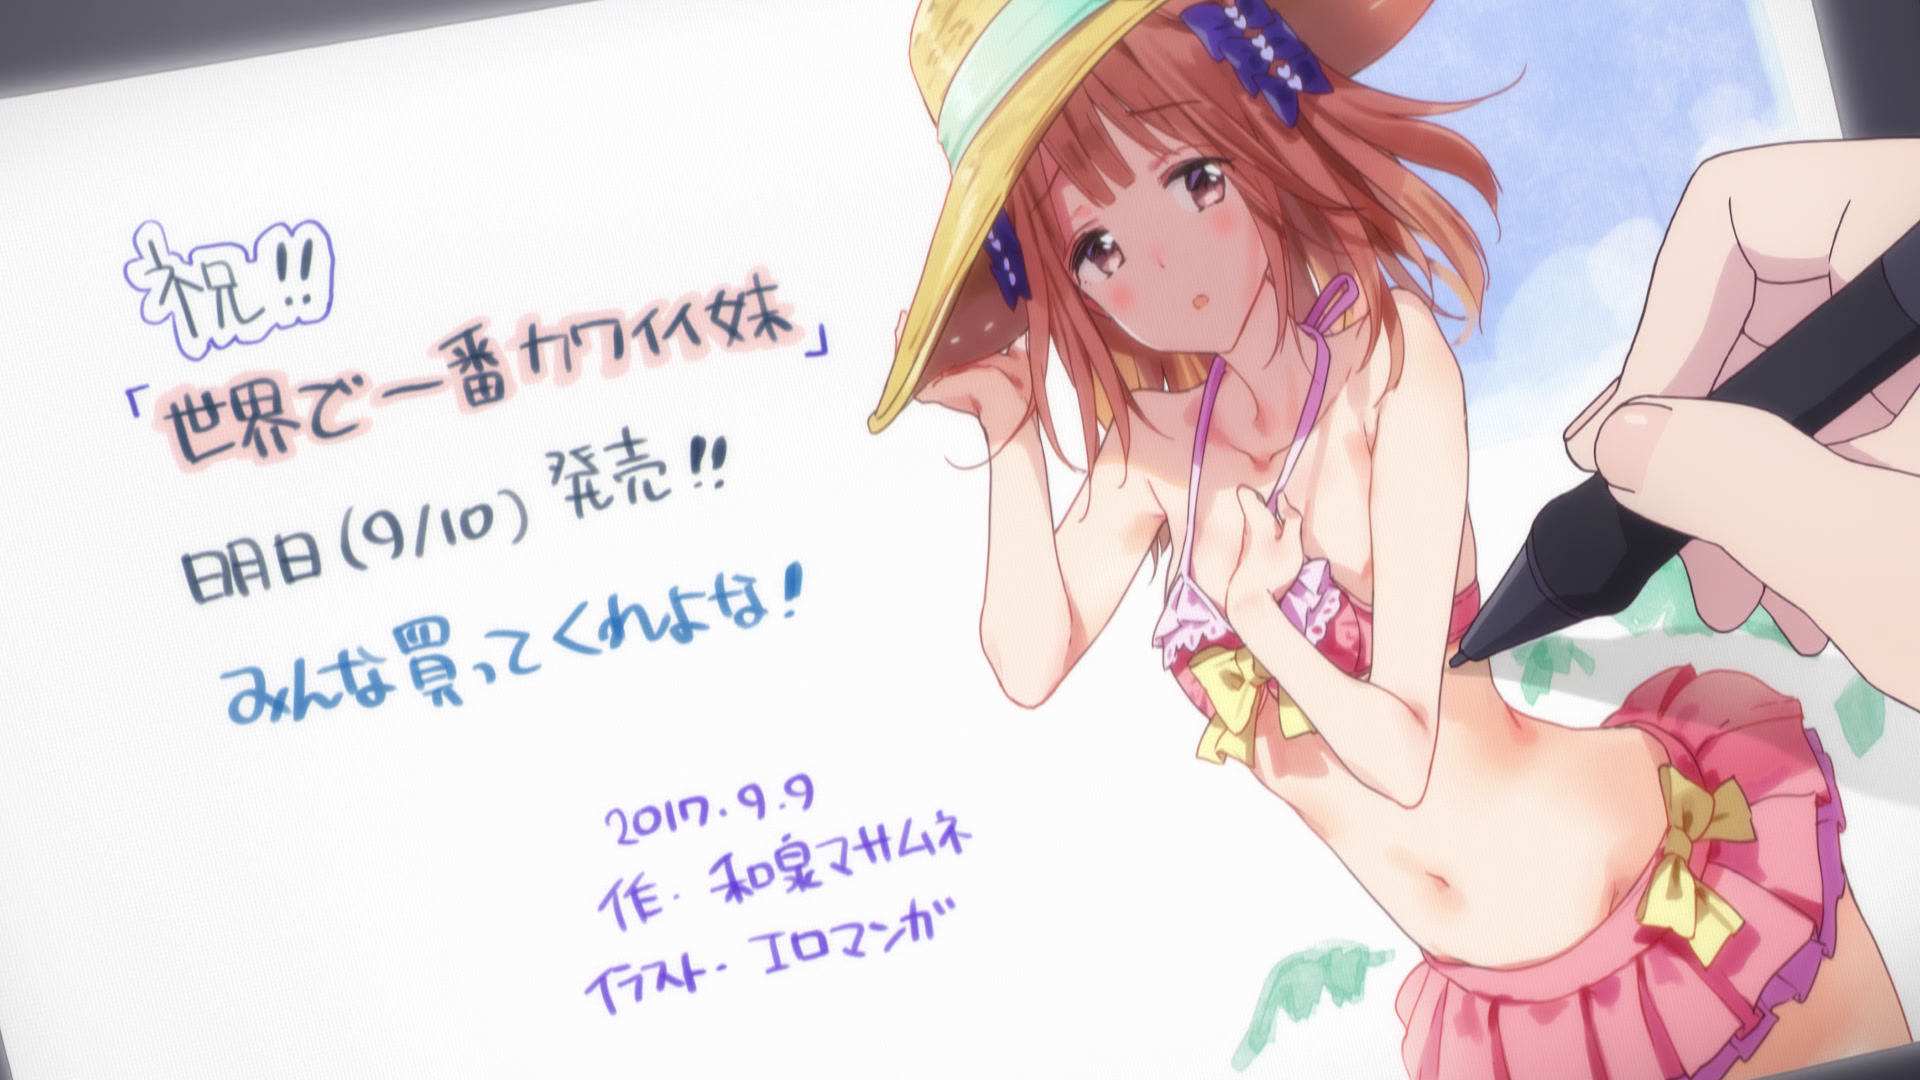 祝!!
「世界で一番カワイイ妹」
明日(9/10)発売!!
みんな買ってくれよな!
2017.9.9
作.和泉マサムネ
イラスト.エロマンガ